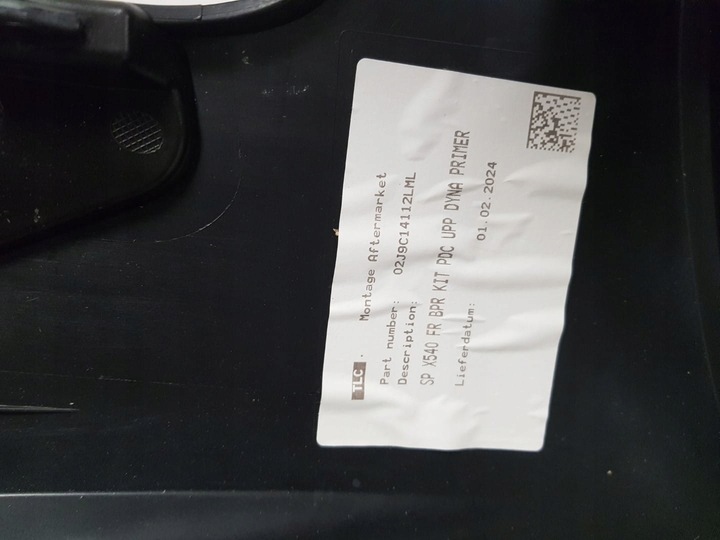 TLC . Montage Aftermarket
Part number: 02J9C14112LML
Description:
SP X540 FR BPR KIT PDC UPP DYNA PRIMER
Lieferdatum: 01.02.2024